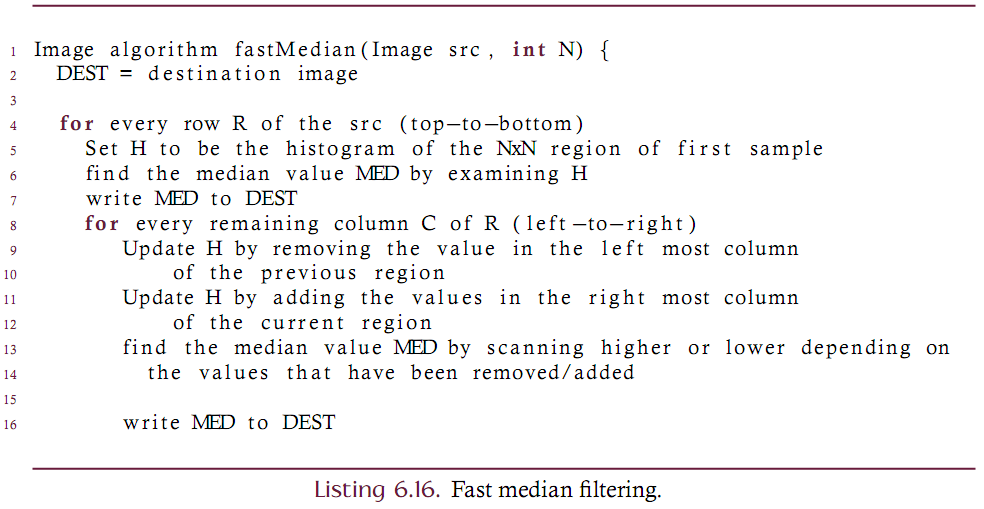 1 Image algorithm fastMedian(Image src, int N) {
2 DEST = destination image
3
4 for every row R of the src (top−to−bottom)
5 Set H to be the histogram of the NxN region of first sample
6 find the median value MED by examining H
7 write MED to DEST
8 for every remaining column C of R (left−to−right)
9 Update H by removing the value in the left most column
10 of the previous region
11 Update H by adding the values in the right most column
12 of the current region
13 find the median value MED by scanning higher or lower depending on
14 the values that have been removed/added
15
16 write MED to DEST
Listing 6.16. Fast median filtering.